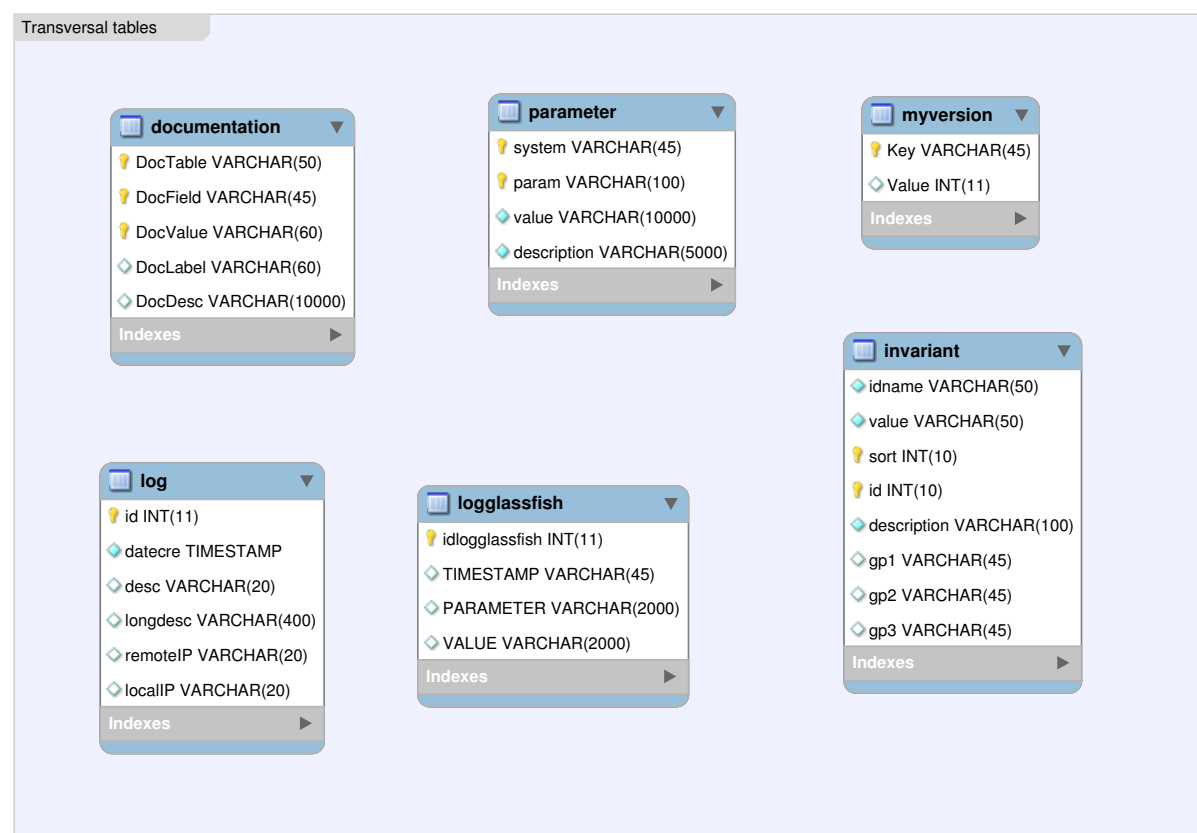 Transversal tables
documentation
DocTable VARCHAR(50)
DocField VARCHAR(45)
DocValue VARCHAR(60)
DocLabel VARCHAR(60)
DocDesc VARCHAR(10000)
Indexes
parameter
system VARCHAR(45)
param VARCHAR(100)
value VARCHAR(10000)
description VARCHAR(5000)
Indexes
myversion
Key VARCHAR(45)
Value INT(11)
Indexes
invariant
idname VARCHAR(50)
value VARCHAR(50)
sort INT(10)
id INT(10)
description VARCHAR(100)
gp1 VARCHAR(45)
gp2 VARCHAR(45)
gp3 VARCHAR(45)
Indexes
log
id INT(11)
datecre TIMESTAMP
desc VARCHAR(20)
longdesc VARCHAR(400)
remoteIP VARCHAR(20)
localIP VARCHAR(20)
Indexes
logglassfish
idlogglassfish INT(11)
TIMESTAMP VARCHAR(45)
PARAMETER VARCHAR(2000)
VALUE VARCHAR(2000)
Indexes